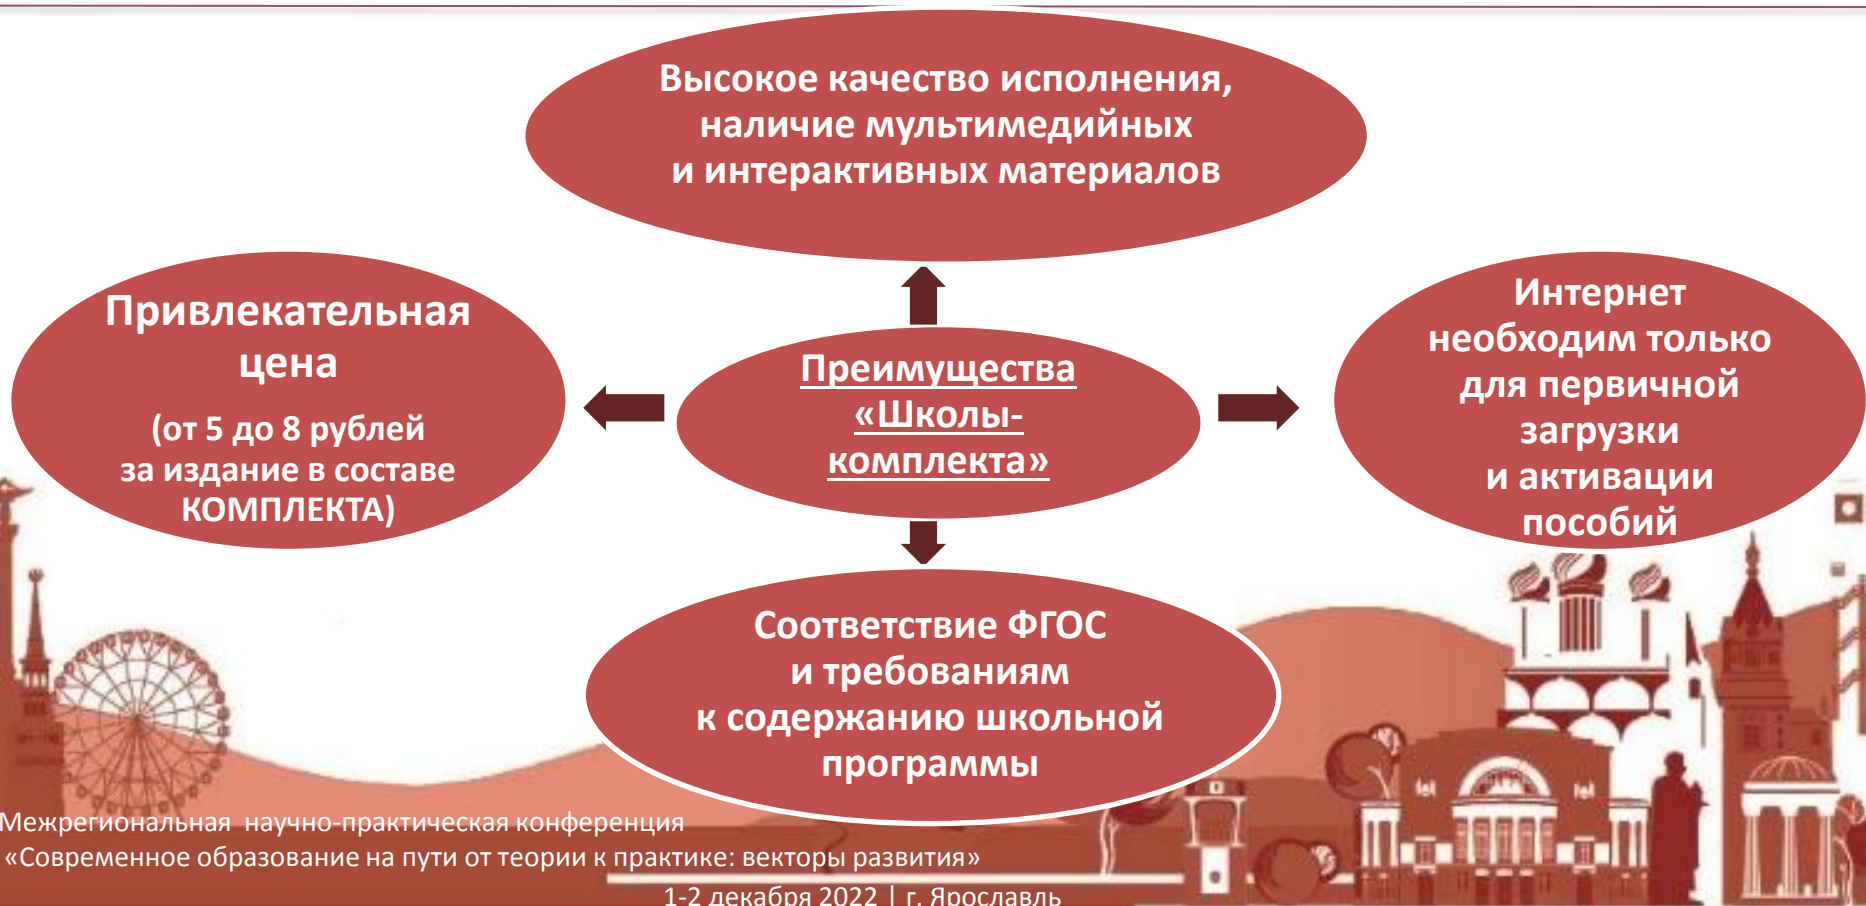 Высокое качество исполнения,
наличие мультимедийных
и интерактивных материалов
Привлекательная
цена
(от 5 до 8 рублей
за издание в составе
КОМПЛЕКТА)
Преимущества
«Школы-
комплекта»
Интернет
необходим только
для первичной
загрузки
и активации
пособий
Соответствие ФГОС
и требованиям
к содержанию школьной
программы
Межрегиональная научно-практическая конференция
«Современное образование на пути от теории к практике: векторы развития»
1-2 декабря 2022 | г. Ярославль